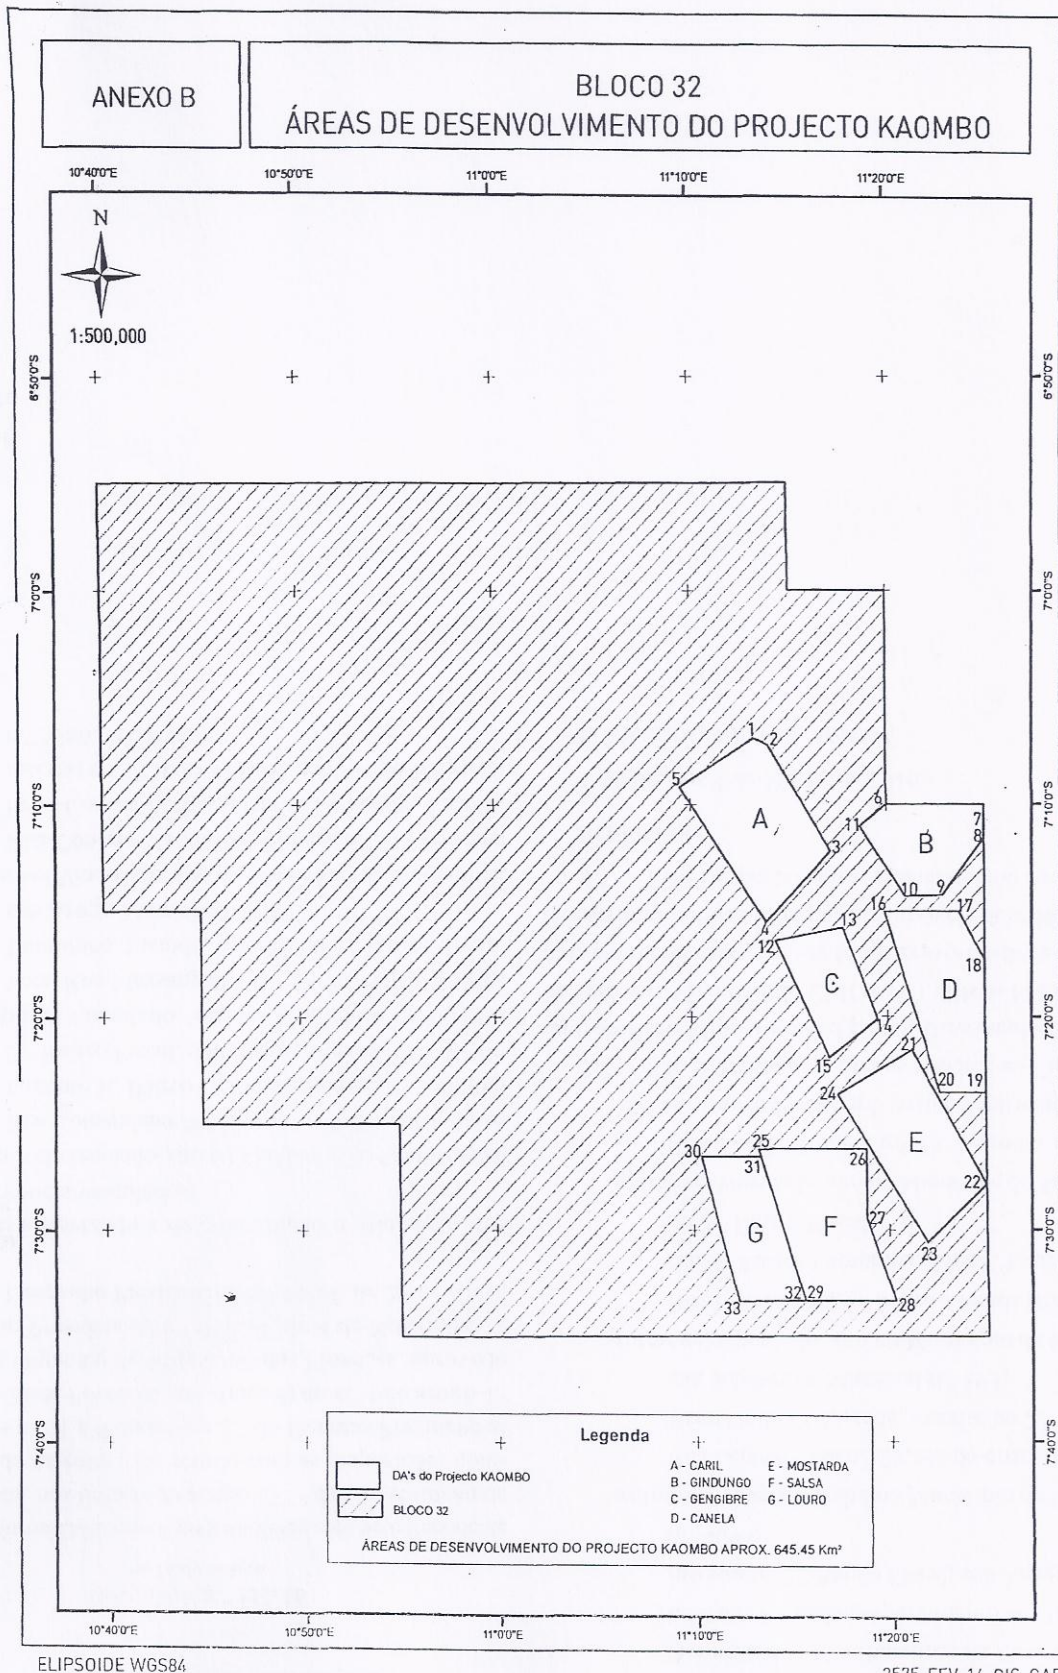 ANEXO B
BLOCO 32
ÁREAS DE DESENVOLVIMENTO DO PROJECTO KAOMBO
10°40'0"E 10°50'0"E 11°0'0"E 11°10'0"E 11°20'0"E
N
1:500,000
6°50'0"S 6°50'0"S
7°0'0"S 7°0'0"S
1 2
5
A
3
4
7°10'0"S 7°10'0"S
6
7
8
11
B
10 9
16 17
12 13
18
C
D
7°20'0"S 7°20'0"S
14
15
21
20 19
24
E
22
23
25
26
30
31
27
G
F
7°30'0"S 7°30'0"S
33
32 29
28
7°40'0"S 7°40'0"S
Legenda
DA's do Projecto KAOMBO
BLOCO 32
A - CARIL E - MOSTARDA
B - GINDUNGO F - SALSA
C - GENGIBRE G - LOURO
D - CANELA
ÁREAS DE DESENVOLVIMENTO DO PROJECTO KAOMBO APROX. 645.45 Km²
10°40'0"E 10°50'0"E 11°0'0"E 11°10'0"E 11°20'0"E
ELIPSOIDE WGS84